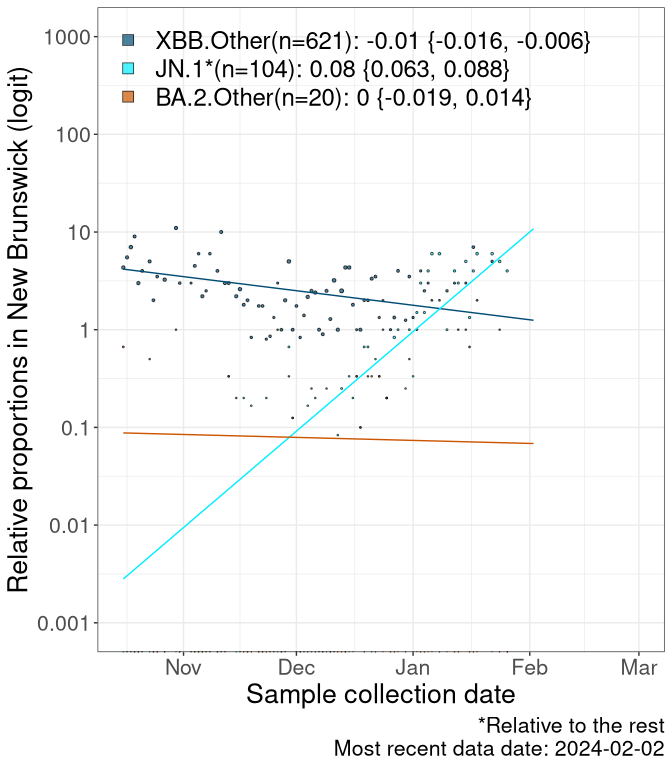 XBB.Other(n=621): -0.01 {-0.016, -0.006}
JN.1*(n=104): 0.08 {0.063, 0.088}
BA.2.Other(n=20): 0 {-0.019, 0.014}
Relative proportions in New Brunswick (logit)
1000
100
10
1
0.1
0.01
0.001
Nov Dec Jan Feb Mar
Sample collection date
*Relative to the rest
Most recent data date: 2024-02-02